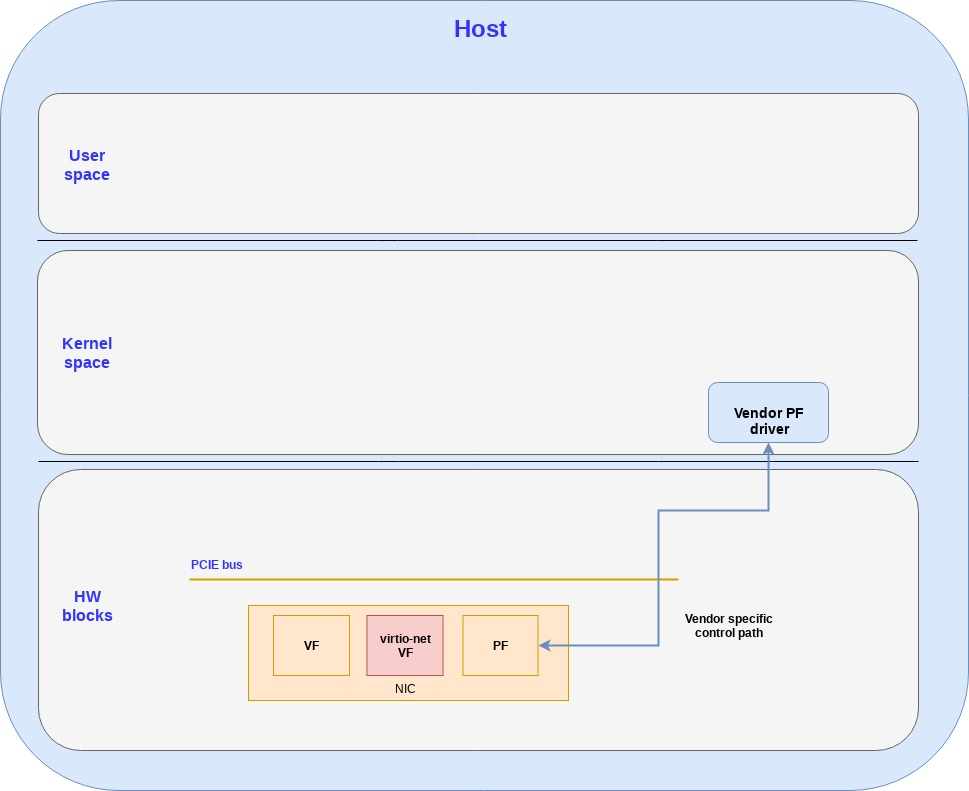 Host
User
space
Kernel
space
Vendor PF
driver
PCIE bus
HW
blocks
VF
virtio-net
VF
PF
NIC
Vendor specific
control path